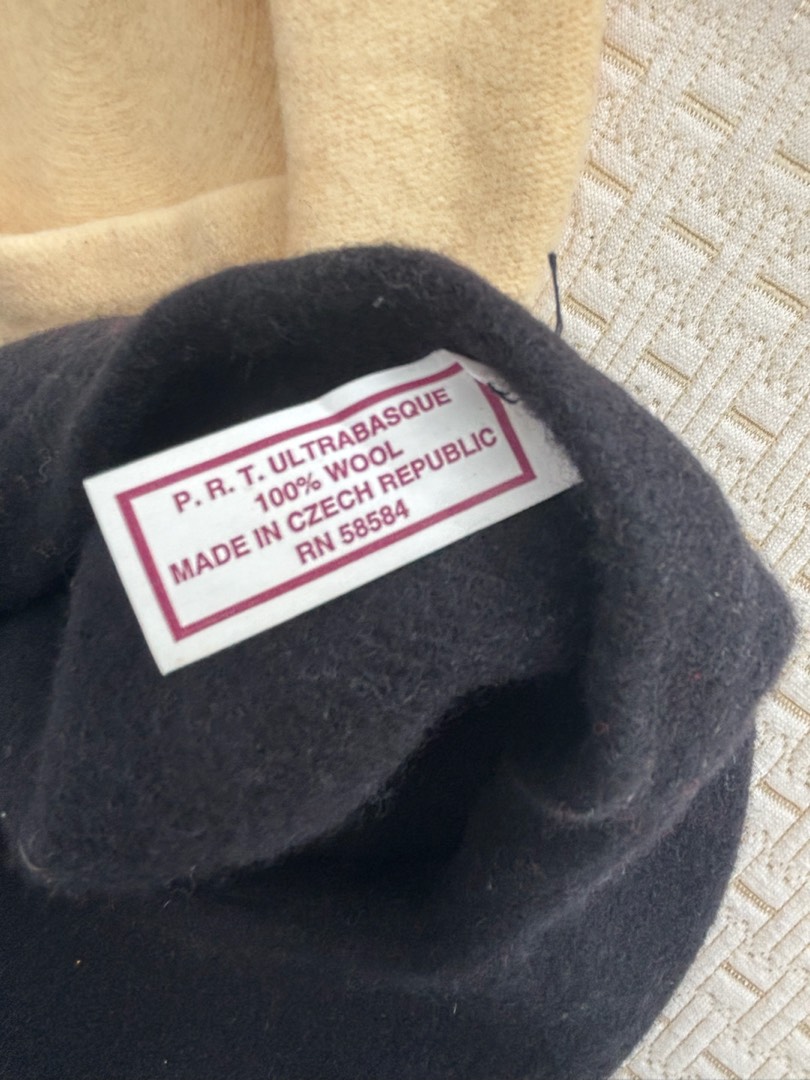 P. R. T. ULTRABASQUE
100% WOOL
MADE IN CZECH REPUBLIC
RN 58584